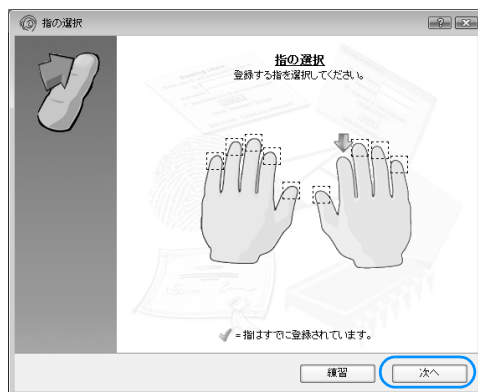 指の選択
指の選択
登録する指を選択してください。
=指はすでに登録されています。
練習
次へ